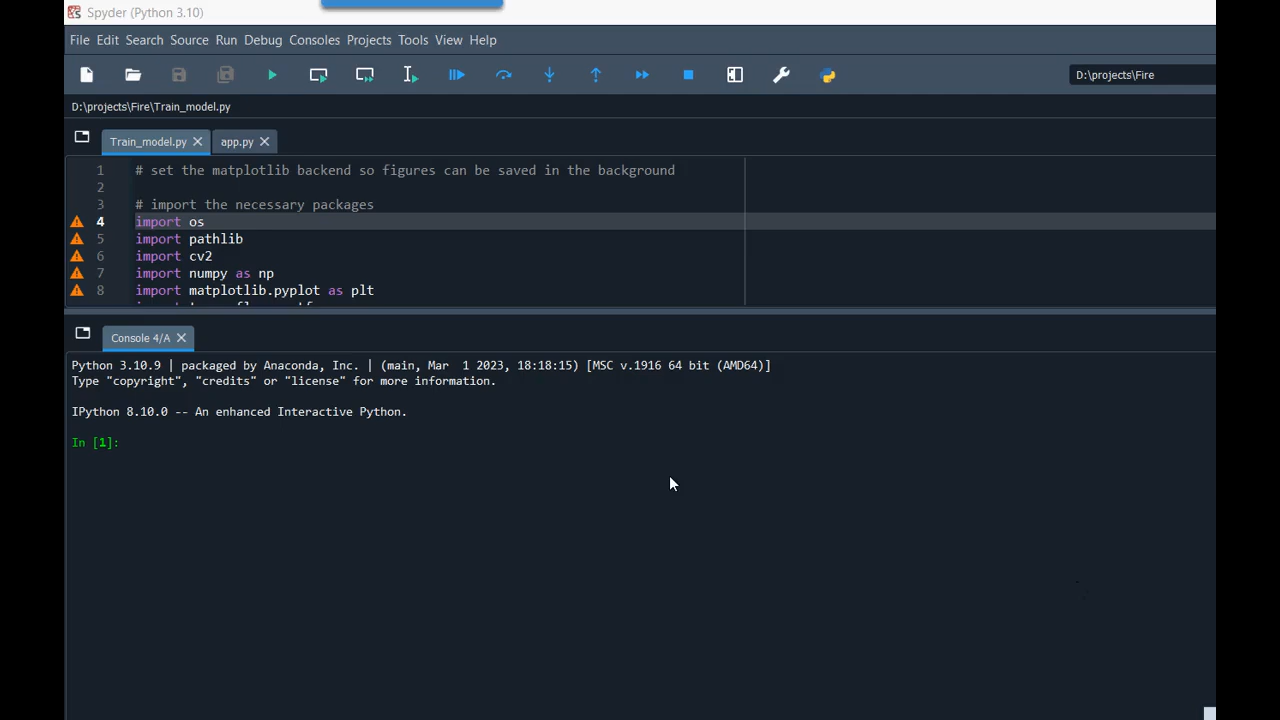 Spyder (Python 3.10)
File Edit Search Source Run Debug Consoles Projects Tools View Help
D:\projects\Fire
D:\projects\Fire\Train_model.py
Train_model.py app.py
1 # set the matplotlib backend so figures can be saved in the background
2
3 # import the necessary packages
4 import os
5 import pathlib
6 import cv2
7 import numpy as np
8 import matplotlib.pyplot as plt
Console 4/A
Python 3.10.9 | packaged by Anaconda, Inc. | (main, Mar  1 2023, 18:18:15) [MSC v.1916 64 bit (AMD64)]
Type "copyright", "credits" or "license" for more information.
IPython 8.10.0 -- An enhanced Interactive Python.
In [1]: